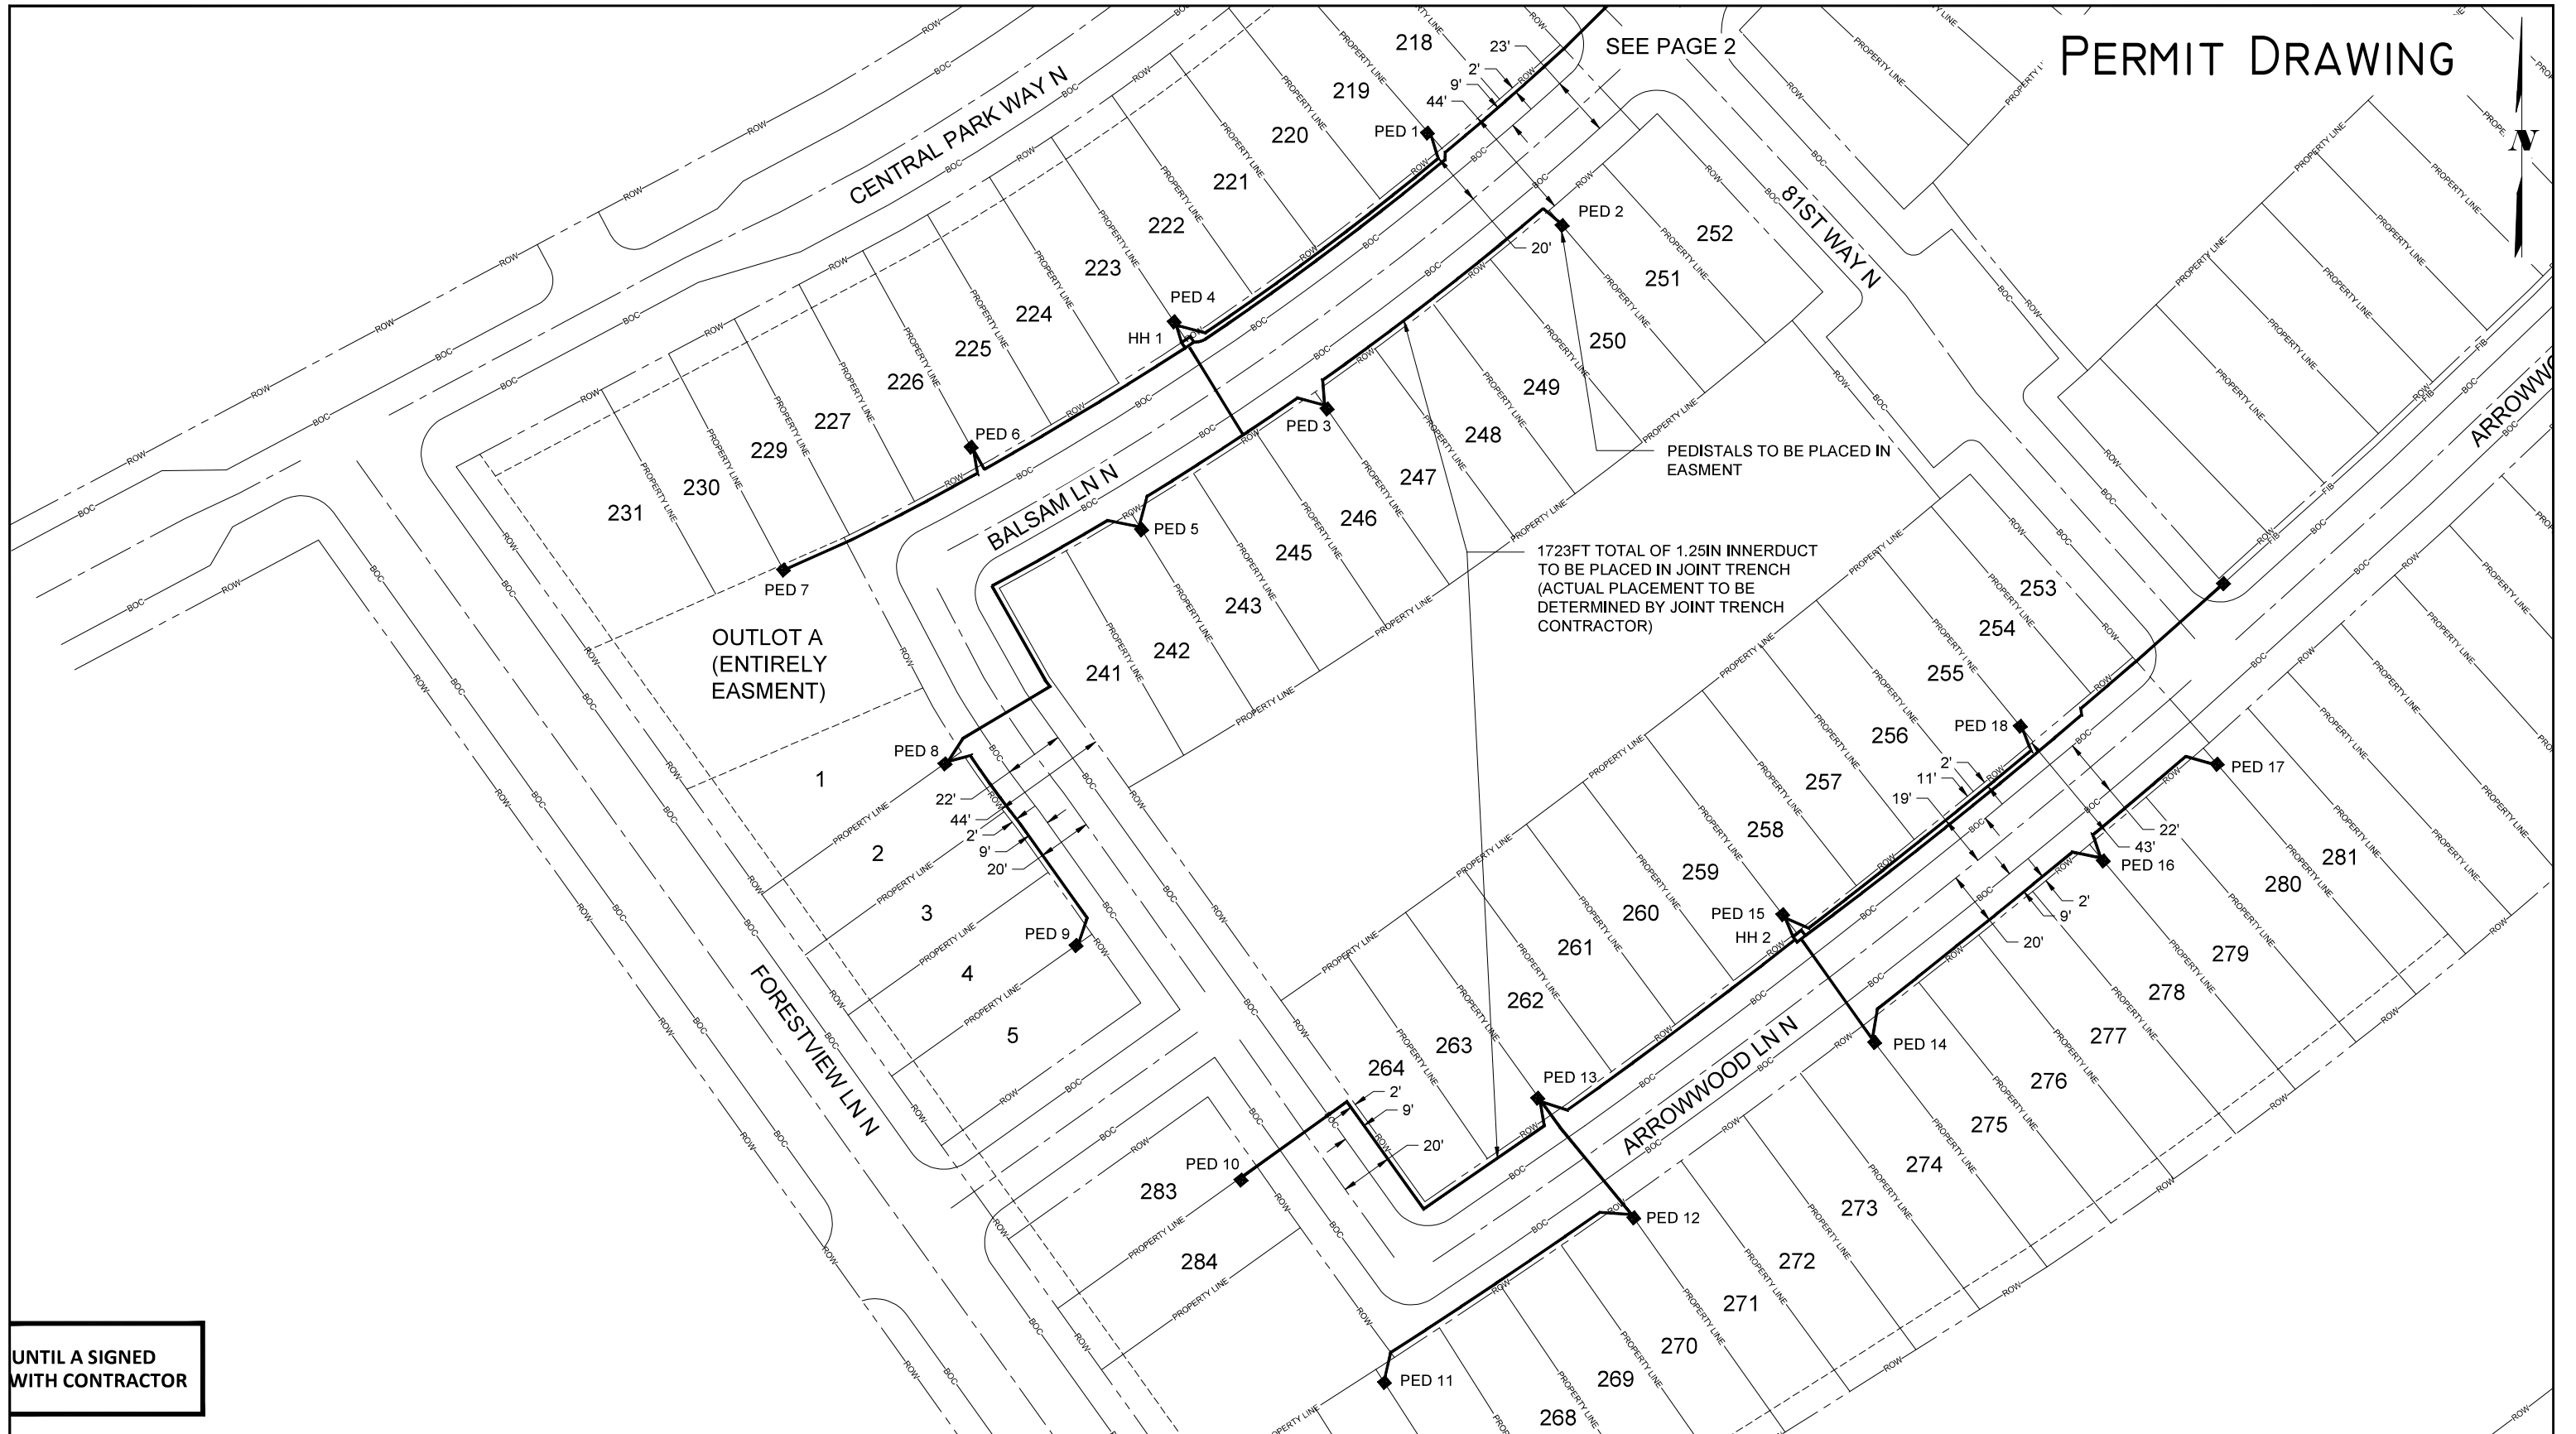 PERMIT DRAWING
N
SEE PAGE 2
CENTRAL PARK WAY N
81ST WAY N
BALSAM LN N
FORESTVIEW LN N
ARROWWOOD LN N
218
219
220
221
222
223
224
225
226
227
229
230
231
23'
2'
9'
44'
20'
PED 1
PED 2
PED 3
PED 4
HH 1
PED 5
PED 6
PED 7
252
251
250
249
248
247
246
245
243
242
241
PEDISTALS TO BE PLACED IN
EASMENT
1723FT TOTAL OF 1.25IN INNERDUCT
TO BE PLACED IN JOINT TRENCH
(ACTUAL PLACEMENT TO BE
DETERMINED BY JOINT TRENCH
CONTRACTOR)
OUTLOT A
(ENTIRELY
EASMENT)
PED 8
1
2
3
4
5
22'
44'
2'
9'
20'
PED 9
253
254
255
256
257
258
259
260
261
262
263
264
PED 18
2'
11'
19'
PED 17
22'
43'
PED 16
2'
9'
20'
PED 15
HH 2
PED 14
PED 13
2'
9'
20'
PED 10
283
284
PED 12
PED 11
281
280
279
278
277
276
275
274
273
272
271
270
269
268
PROPERTY LINE
ROW
BOC
FIB
UNTIL A SIGNED
WITH CONTRACTOR